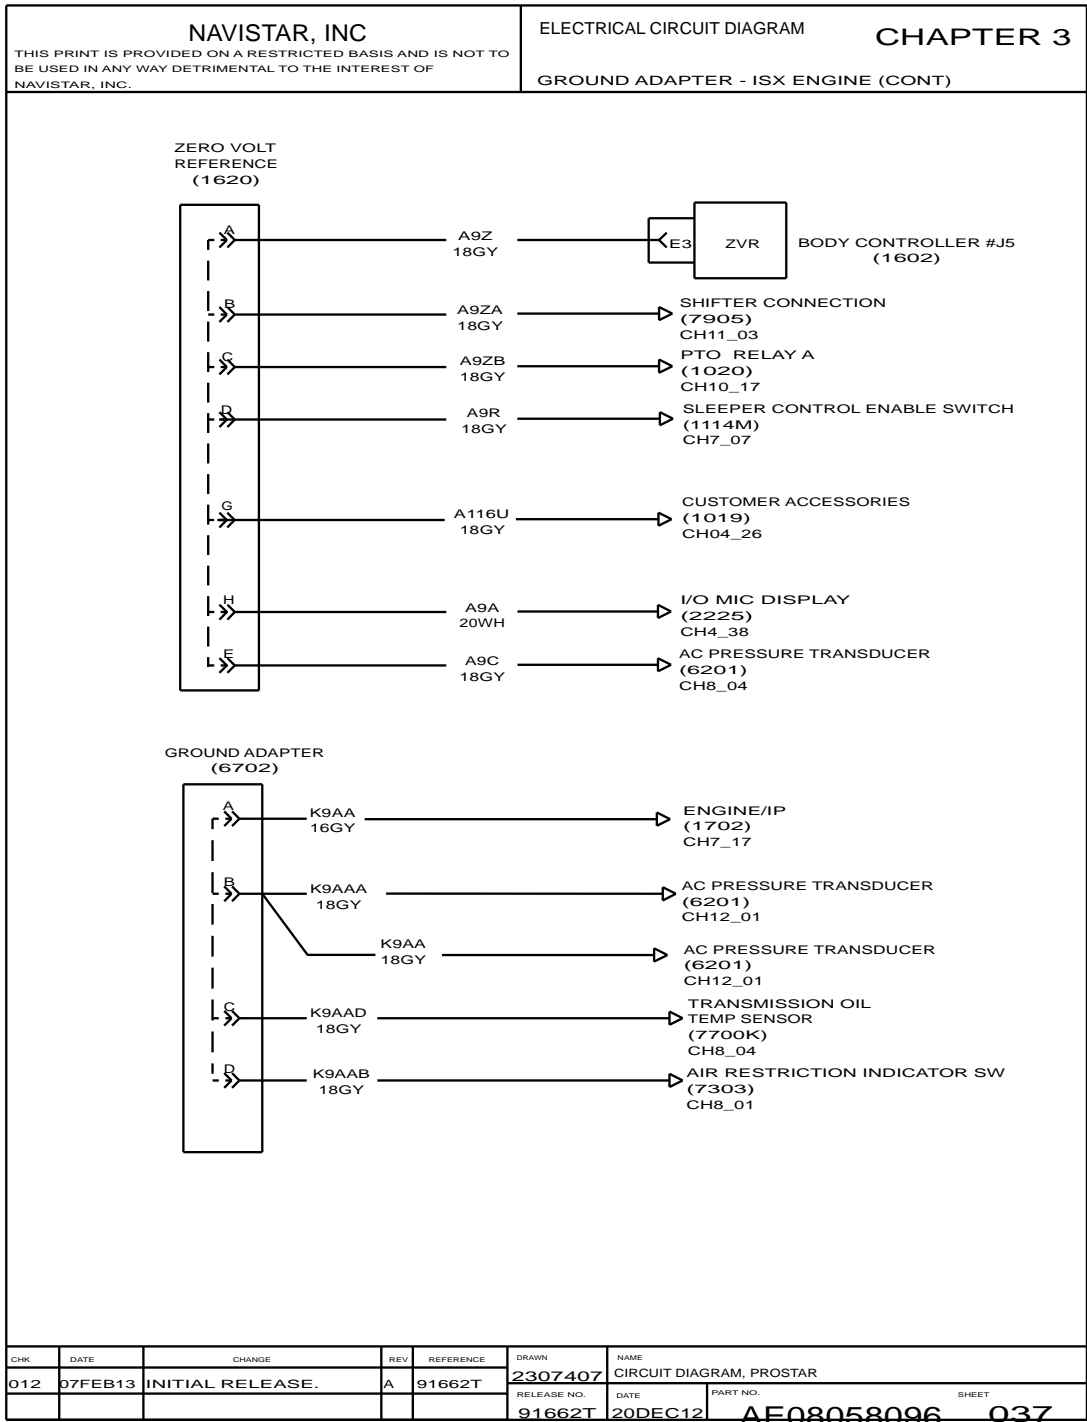 NAVISTAR, INC
THIS PRINT IS PROVIDED ON A RESTRICTED BASIS AND IS NOT TO
BE USED IN ANY WAY DETRIMENTAL TO THE INTEREST OF
NAVISTAR, INC.
ELECTRICAL CIRCUIT DIAGRAM
CHAPTER 3
GROUND ADAPTER - ISX ENGINE (CONT)
ZERO VOLT
REFERENCE
(1620)
A
A9Z
18GY
E3
ZVR
BODY CONTROLLER #J5
(1602)
B
A9ZA
18GY
SHIFTER CONNECTION
(7905)
CH11_03
C
A9ZB
18GY
PTO RELAY A
(1020)
CH10_17
D
A9R
18GY
SLEEPER CONTROL ENABLE SWITCH
(1114M)
CH7_07
G
A116U
18GY
CUSTOMER ACCESSORIES
(1019)
CH04_26
H
A9A
20WH
I/O MIC DISPLAY
(2225)
CH4_38
E
A9C
18GY
AC PRESSURE TRANSDUCER
(6201)
CH8_04
GROUND ADAPTER
(6702)
A
K9AA
16GY
ENGINE/IP
(1702)
CH7_17
B
K9AAA
18GY
AC PRESSURE TRANSDUCER
(6201)
CH12_01
K9AA
18GY
AC PRESSURE TRANSDUCER
(6201)
CH12_01
C
K9AAD
18GY
TRANSMISSION OIL
TEMP SENSOR
(7700K)
CH8_04
D
K9AAB
18GY
AIR RESTRICTION INDICATOR SW
(7303)
CH8_01
CHK DATE CHANGE REV REFERENCE
012 07FEB13 INITIAL RELEASE. A 91662T
DRAWN
2307407
NAME
CIRCUIT DIAGRAM, PROSTAR
RELEASE NO.
91662T
DATE
20DEC12
PART NO.
AE08058096
SHEET
037